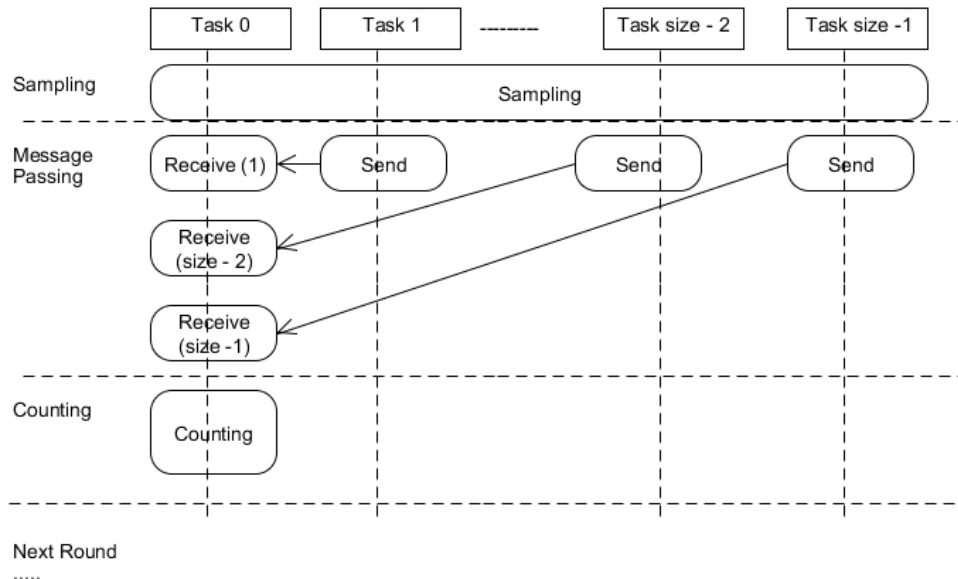 Task 0
Task 1
---------
Task size - 2
Task size -1
Sampling
Sampling
Message
Passing
Receive (1)
Send
Send
Send
Receive
(size - 2)
Receive
(size -1)
Counting
Counting
Next Round
.....